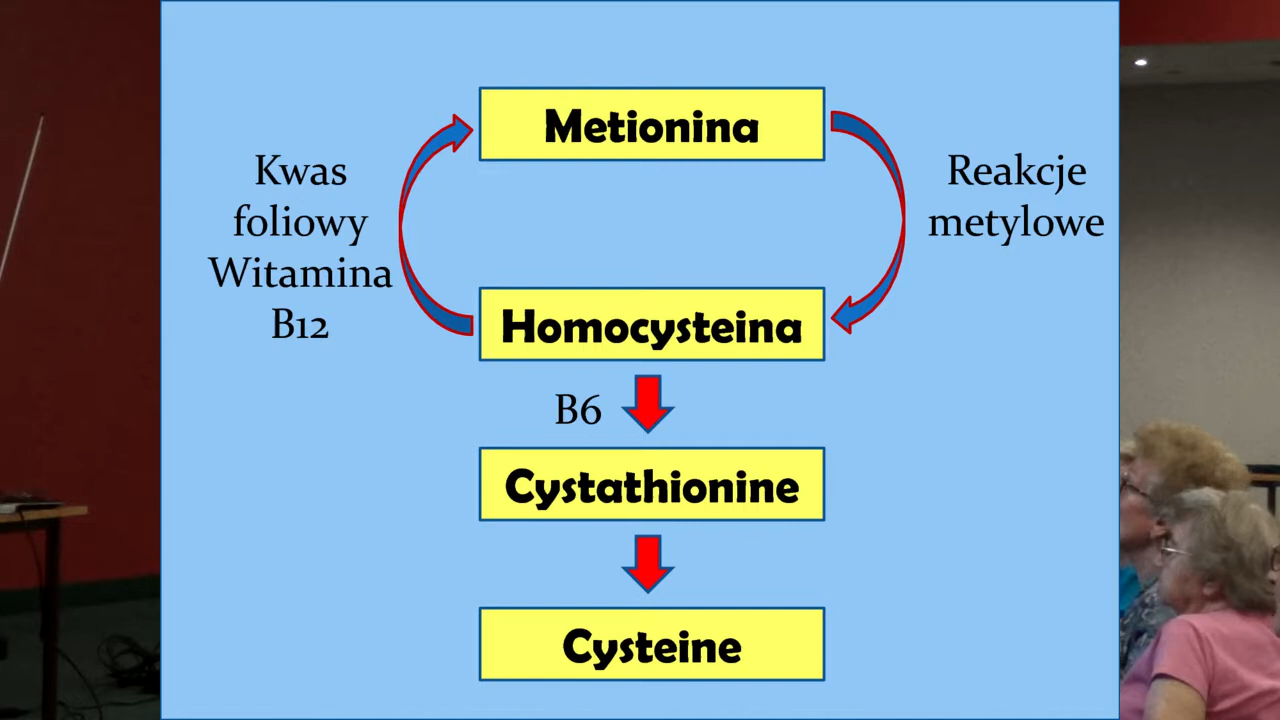 Metionina
Kwas
foliowy
Witamina
B12
Reakcje
metylowe
Homocysteina
B6
Cystathionine
Cysteine